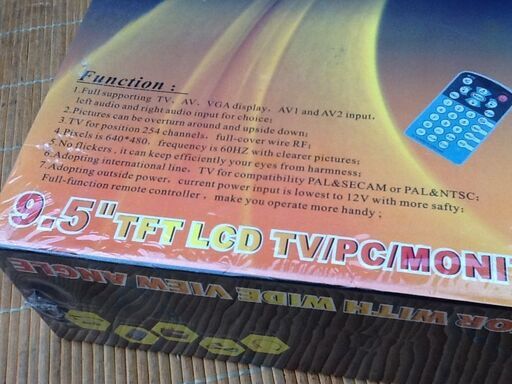 Function :
1.Full supporting TV, AV, VGA display, AV1 and AV2 input,
left audio and right audio input for choice;
2.Pictures can be overturn around and upside down;
3.TV for position 254 channels, full-cover wire RF;
4.Pixels is 640*480, frequency is 60HZ with clearer pictures;
5.No flickers , it can keep efficiently your eyes from harmness;
6.Adopting international line, TV for compatibility PAL&SECAM or PAL&NTSC;
7.Adopting outside power, current power input is lowest to 12V with more safty;
Full-function remote controller , make you operate more handy ;
9.5" TFT LCD TV/PC/MONI
OR WITH WIDE VIEW ANGLE